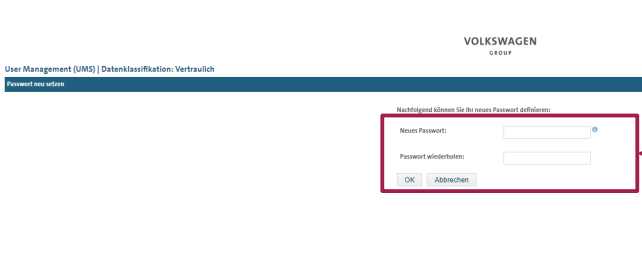 VOLKSWAGEN
GROUP
User Management (UMS) | Datenklassifikation: Vertraulich
Passwort neu setzen
Nachfolgend können Sie Ihr neues Passwort definieren:
Neues Passwort:
Passwort wiederholen:
OK Abbrechen